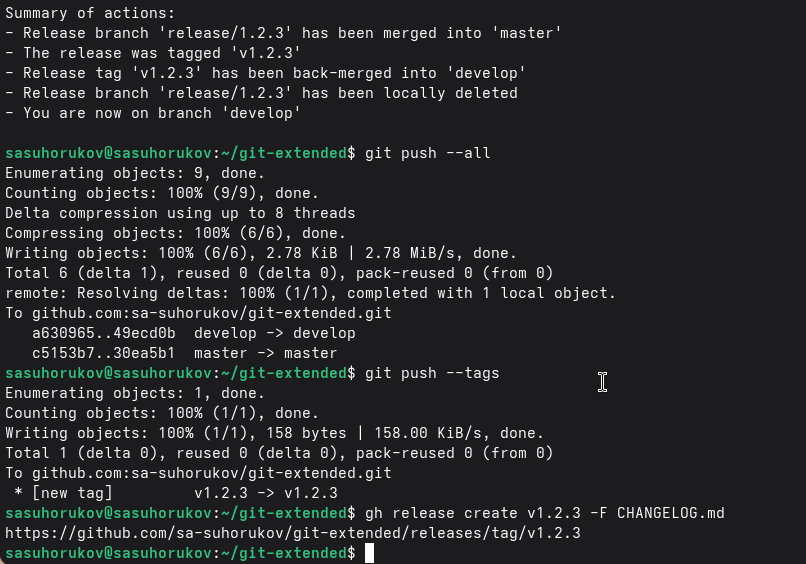 Summary of actions:
- Release branch 'release/1.2.3' has been merged into 'master'
- The release was tagged 'v1.2.3'
- Release tag 'v1.2.3' has been back-merged into 'develop'
- Release branch 'release/1.2.3' has been locally deleted
- You are now on branch 'develop'

sasuhorukov@sasuhorukov:~/git-extended$ git push --all
Enumerating objects: 9, done.
Counting objects: 100% (9/9), done.
Delta compression using up to 8 threads
Compressing objects: 100% (6/6), done.
Writing objects: 100% (6/6), 2.78 KiB | 2.78 MiB/s, done.
Total 6 (delta 1), reused 0 (delta 0), pack-reused 0 (from 0)
remote: Resolving deltas: 100% (1/1), completed with 1 local object.
To github.com:sa-suhorukov/git-extended.git
   a630965..49ecd0b  develop -> develop
   c5153b7..30ea5b1  master -> master
sasuhorukov@sasuhorukov:~/git-extended$ git push --tags
Enumerating objects: 1, done.
Counting objects: 100% (1/1), done.
Writing objects: 100% (1/1), 158 bytes | 158.00 KiB/s, done.
Total 1 (delta 0), reused 0 (delta 0), pack-reused 0 (from 0)
To github.com:sa-suhorukov/git-extended.git
 * [new tag]         v1.2.3 -> v1.2.3
sasuhorukov@sasuhorukov:~/git-extended$ gh release create v1.2.3 -F CHANGELOG.md
https://github.com/sa-suhorukov/git-extended/releases/tag/v1.2.3
sasuhorukov@sasuhorukov:~/git-extended$